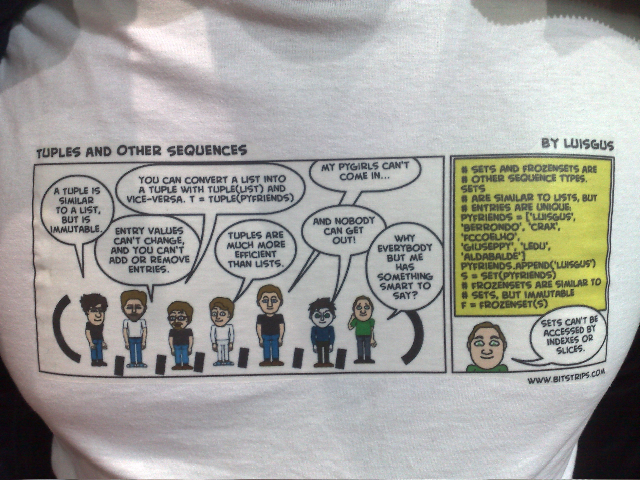 TUPLES AND OTHER SEQUENCES
BY LUISGUS
A TUPLE IS
SIMILAR
TO A LIST,
BUT IS
IMMUTABLE.
YOU CAN CONVERT A LIST INTO
A TUPLE WITH TUPLE(LIST) AND
VICE-VERSA. T = TUPLE(PYFRIENDS)
ENTRY VALUES
CAN'T CHANGE,
AND YOU CAN'T
ADD OR REMOVE
ENTRIES.
TUPLES ARE
MUCH MORE
EFFICIENT
THAN LISTS.
MY PYGIRLS CAN'T
COME IN...
AND NOBODY
CAN GET
OUT!
WHY
EVERYBODY
BUT ME
HAS
SOMETHING
SMART TO
SAY?
# SETS AND FROZENSETS ARE
# OTHER SEQUENCE TYPES.
SETS
# ARE SIMILAR TO LISTS, BUT
# ENTRIES ARE UNIQUE.
PYFRIENDS = ['LUISGUS',
'BERRONDO', 'CRAX',
'FCCOELHO',
'GIUSEPPY', 'LEDU',
'ALDABALDE']
PYFRIENDS.APPEND('LUISGUS')
S = SET(PYFRIENDS)
# FROZENSETS ARE SIMILAR TO
# SETS, BUT IMMUTABLE
F = FROZENSET(S)
SETS CAN'T BE
ACCESSED BY
INDEXES OR
SLICES.
WWW.BITSTRIPS.COM